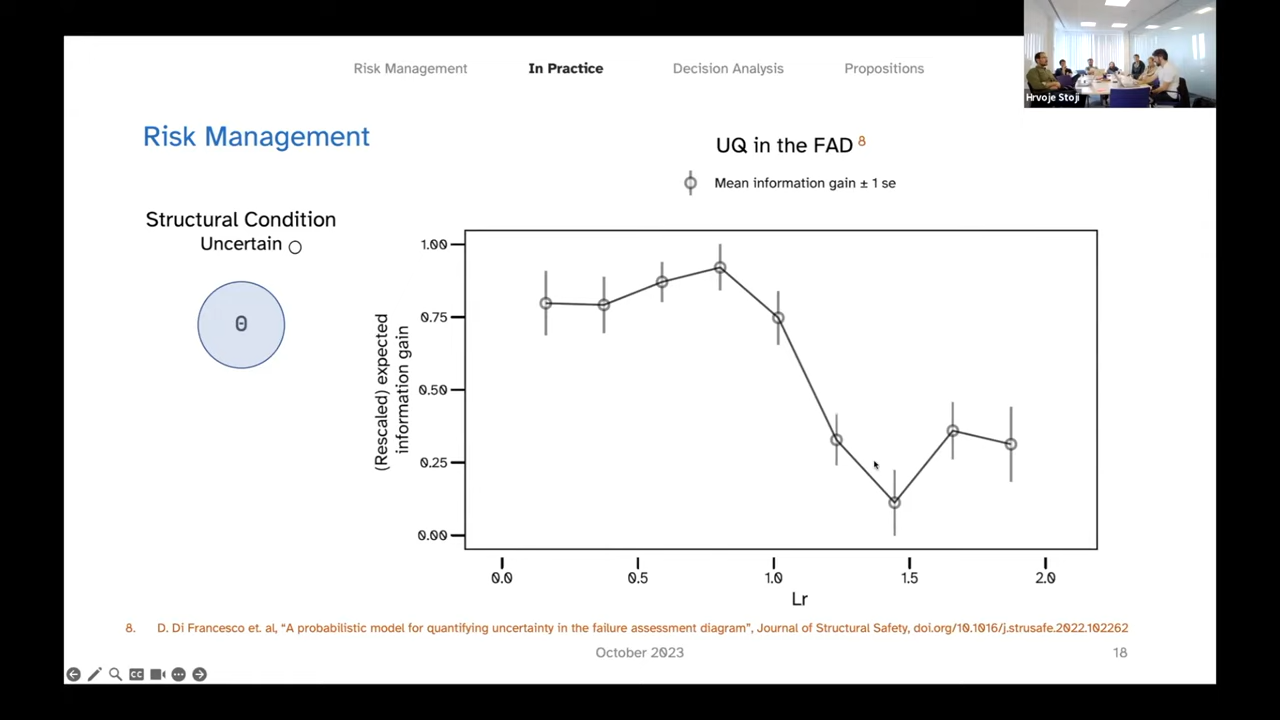 Risk Management In Practice Decision Analysis Propositions
Hrvoje Stoji
Risk Management
UQ in the FAD 8
Mean information gain ± 1 se
Structural Condition
Uncertain
0
(Rescaled) expected
information gain
1.00
0.75
0.50
0.25
0.00
0.0 0.5 1.0 1.5 2.0
Lr
8. D. Di Francesco et. al, “A probabilistic model for quantifying uncertainty in the failure assessment diagram”, Journal of Structural Safety, doi.org/10.1016/j.strusafe.2022.102262
October 2023
18
CC